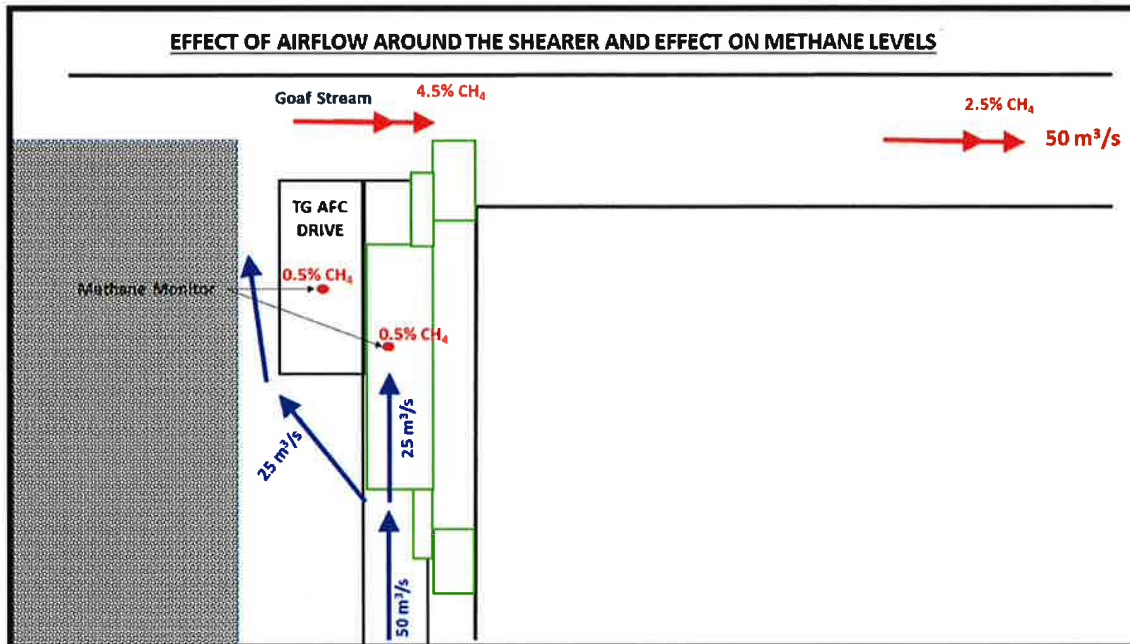 EFFECT OF AIRFLOW AROUND THE SHEARER AND EFFECT ON METHANE LEVELS
Goaf Stream
4.5% CH₄
2.5% CH₄
50 m³/s
TG AFC
DRIVE
0.5% CH₄
Methane Monitor
0.5% CH₄
25 m³/s
25 m³/s
50 m³/s